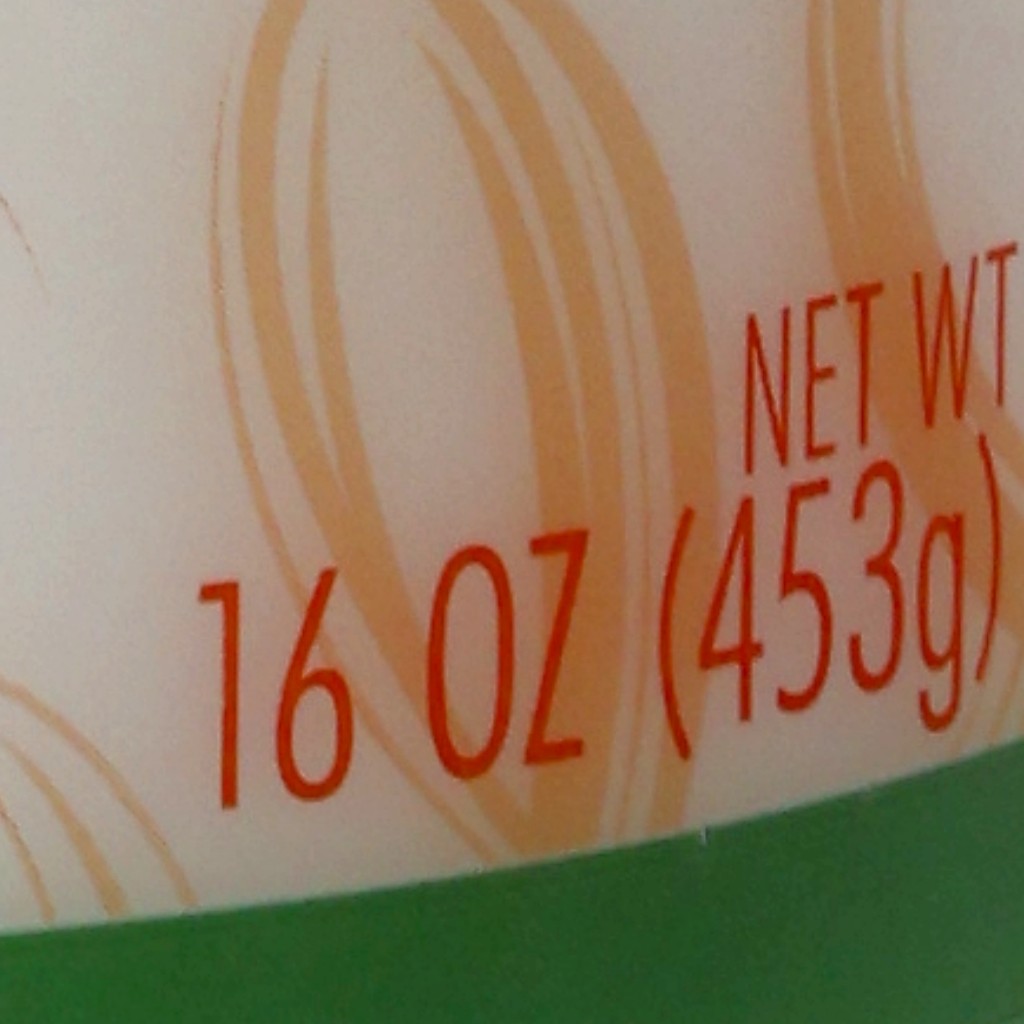 NET WT
16 OZ (453g)